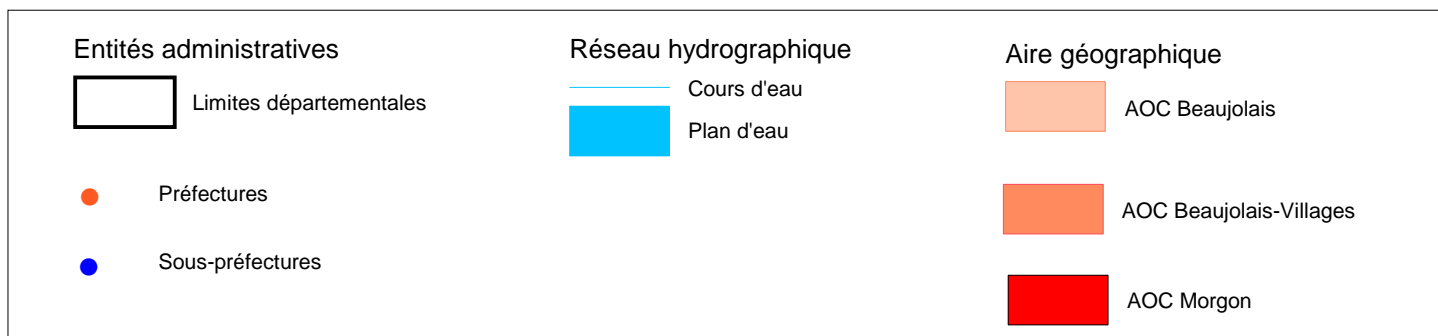 Entités administratives
Limites départementales
Préfectures
Sous-préfectures
Réseau hydrographique
Cours d'eau
Plan d'eau
Aire géographique
AOC Beaujolais
AOC Beaujolais-Villages
AOC Morgon